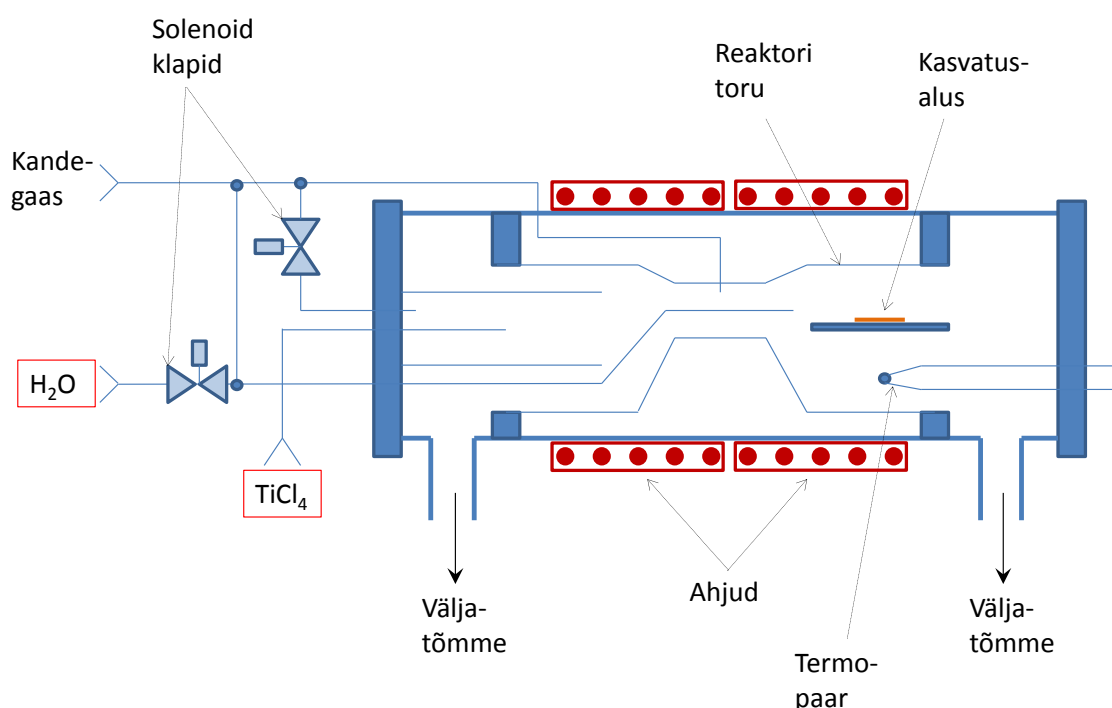 Solenoid
klapid
Reaktori
toru
Kasvatus-
alus
Kande-
gaas
H₂O
TiCl₄
Ahjud
Välja-
tõmme
Välja-
tõmme
Termo-
paar